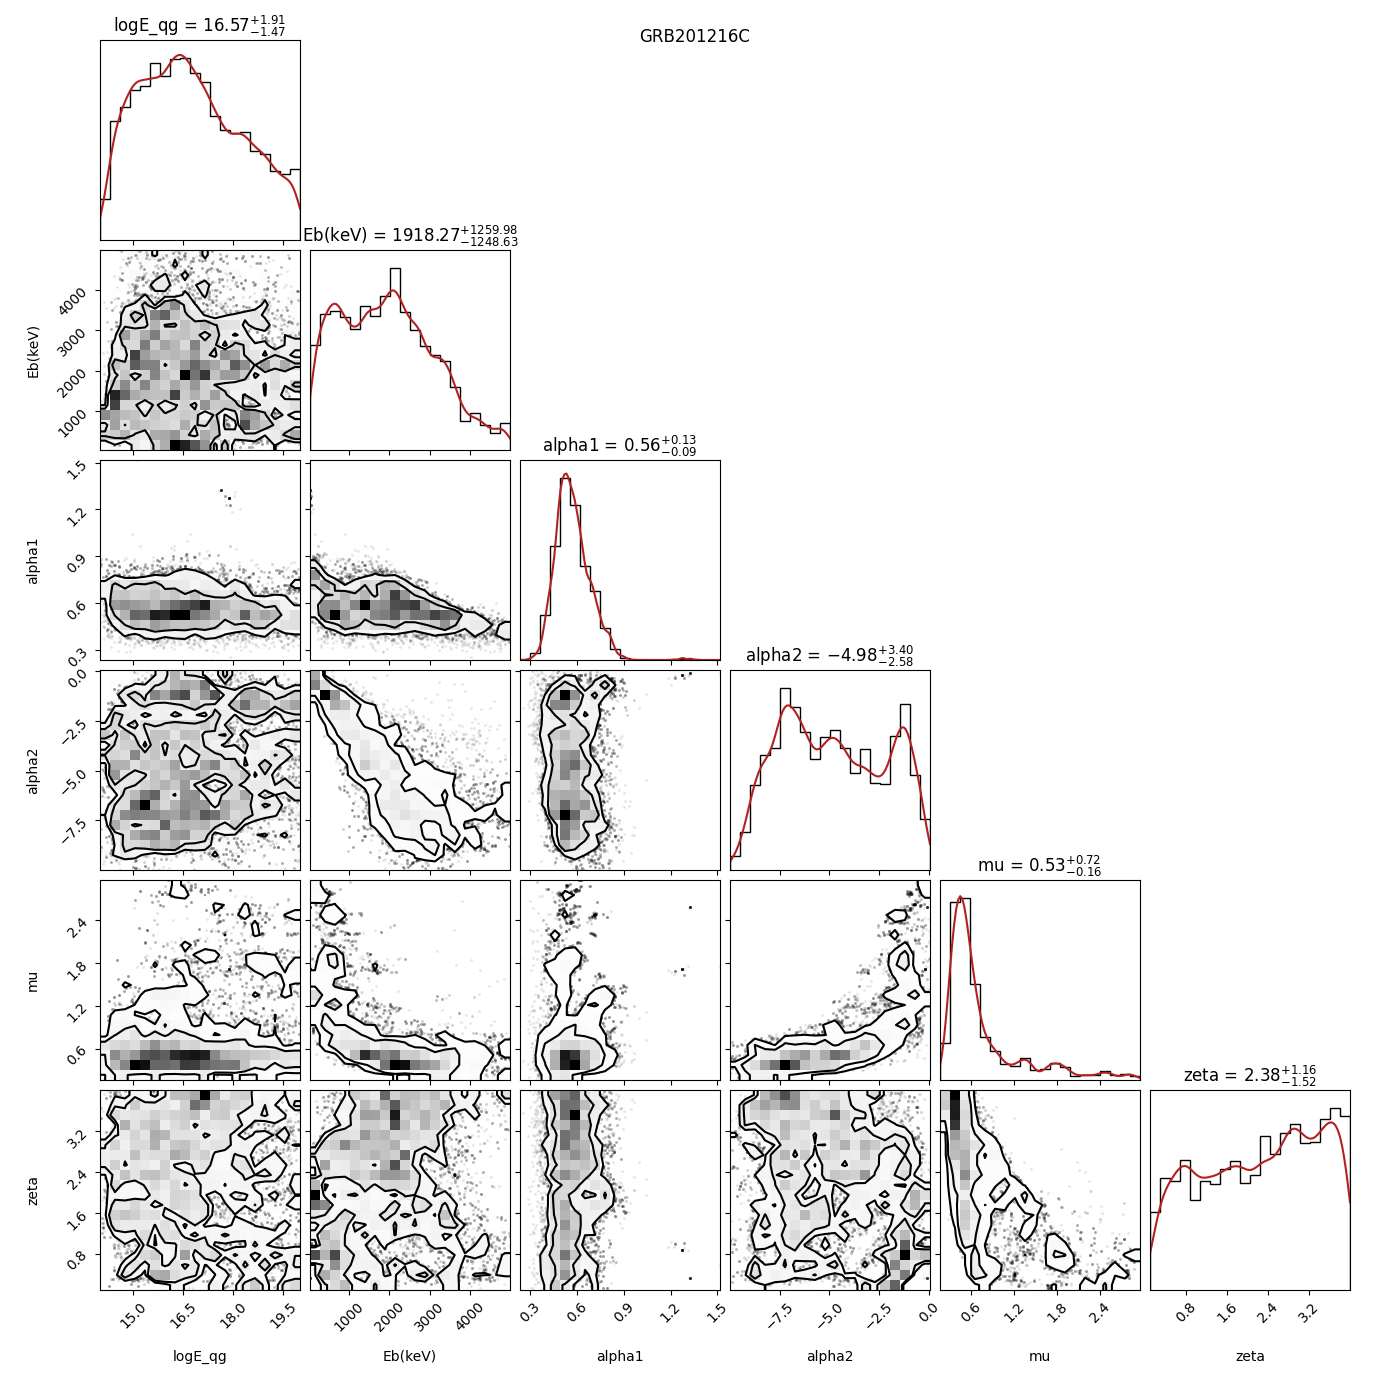 logE_qg = 16.57+1.91 −1.47
GRB201216C
Eb(keV) = 1918.27+1259.98 −1248.63
Eb(keV)
4000
3000
2000
1000
alpha1 = 0.56+0.13 −0.09
alpha1
1.5
1.2
0.9
0.6
0.3
alpha2 = −4.98+3.40 −2.58
alpha2
0.0
−2.5
−5.0
−7.5
mu = 0.53+0.72 −0.16
mu
2.4
1.8
1.2
0.6
zeta = 2.38+1.16 −1.52
zeta
3.2
2.4
1.6
0.8
15.0 16.5 18.0 19.5 1000 2000 3000 4000 0.3 0.6 0.9 1.2 1.5 −7.5 −5.0 −2.5 0.0 0.6 1.2 1.8 2.4 0.8 1.6 2.4 3.2
logE_qg Eb(keV) alpha1 alpha2 mu zeta